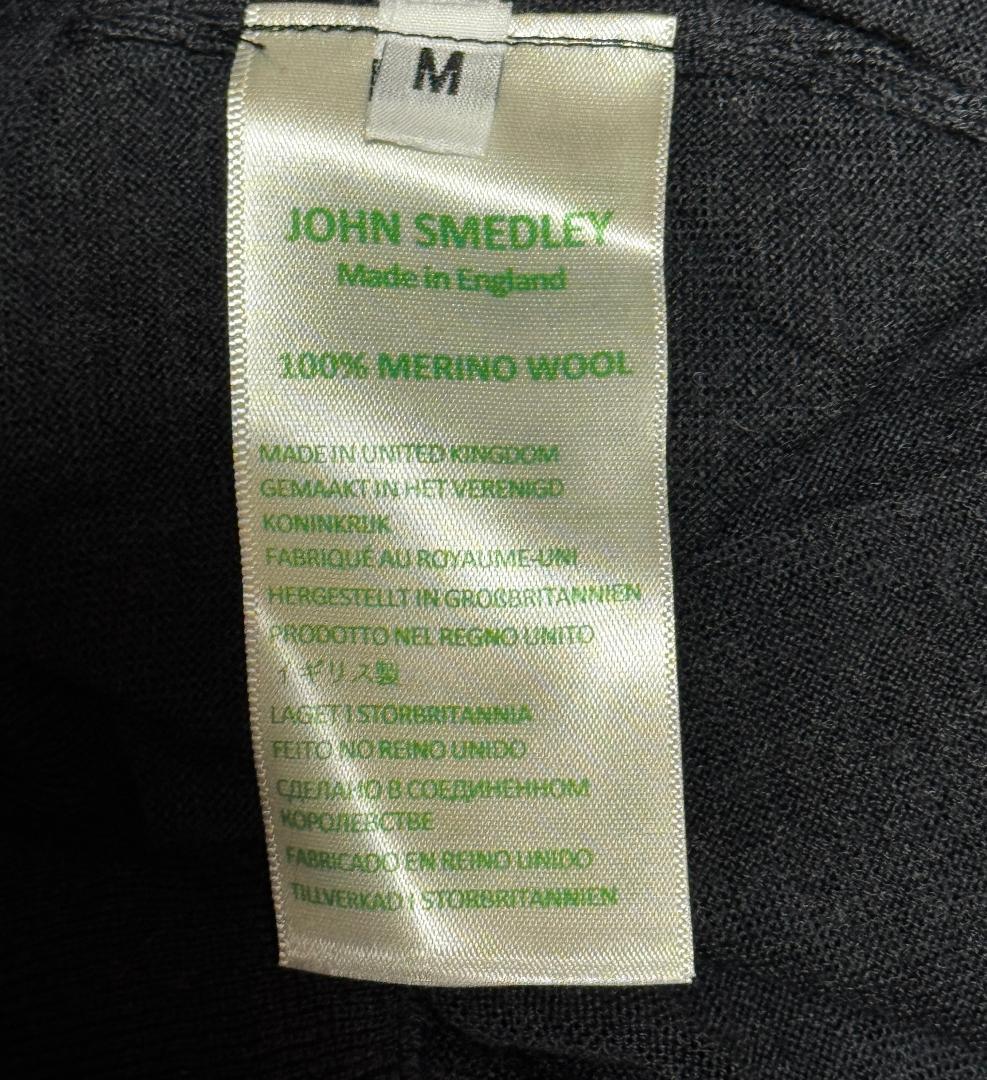 M
JOHN SMEDLEY
Made in England
100% MERINO WOOL
MADE IN UNITED KINGDOM
GEMAAKT IN HET VERENIGD
KONINKRIJK
FABRIQUÉ AU ROYAUME-UNI
HERGESTELLT IN GROßBRITANNIEN
PRODOTTO NEL REGNO UNITO
イギリス製
LAGET I STORBRITANNIA
FEITO NO REINO UNIDO
СДЕЛАНО В СОЕДИНЕННОМ
КОРОЛЕВСТВЕ
FABRICADO EN REINO UNIDO
TILLVERKAD I STORBRITANNIEN